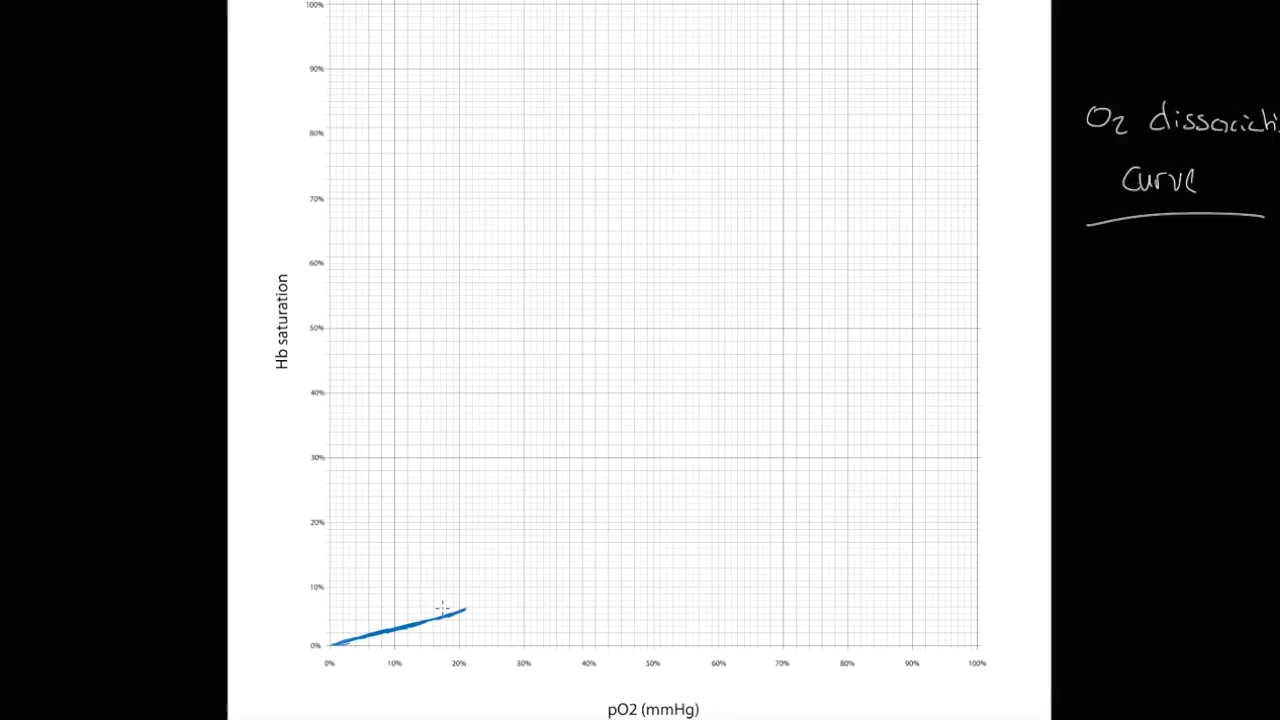 100%
90%
80%
70%
60%
50%
40%
30%
20%
10%
0%
Hb saturation
0% 10% 20% 30% 40% 50% 60% 70% 80% 90% 100%
pO2 (mmHg)
O2
curve